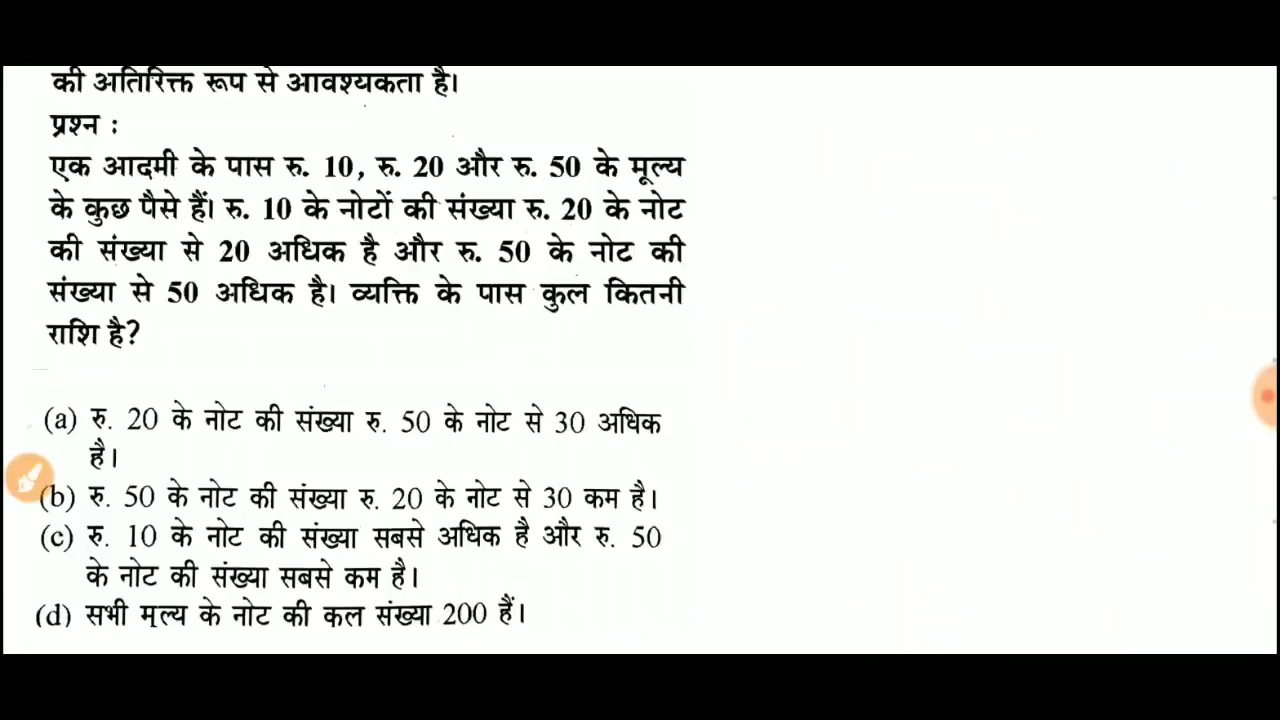 की अतिरिक्त रूप से आवश्यकता है।
प्रश्न :
एक आदमी के पास रु. 10, रु. 20 और रु. 50 के मूल्य
के कुछ पैसे हैं। रु. 10 के नोटों की संख्या रु. 20 के नोट
की संख्या से 20 अधिक है और रु. 50 के नोट की
संख्या से 50 अधिक है। व्यक्ति के पास कुल कितनी
राशि है?
(a) रु. 20 के नोट की संख्या रु. 50 के नोट से 30 अधिक
है।
(b) रु. 50 के नोट की संख्या रु. 20 के नोट से 30 कम है।
(c) रु. 10 के नोट की संख्या सबसे अधिक है और रु. 50
के नोट की संख्या सबसे कम है।
(d) सभी मूल्य के नोट की कुल संख्या 200 हैं।